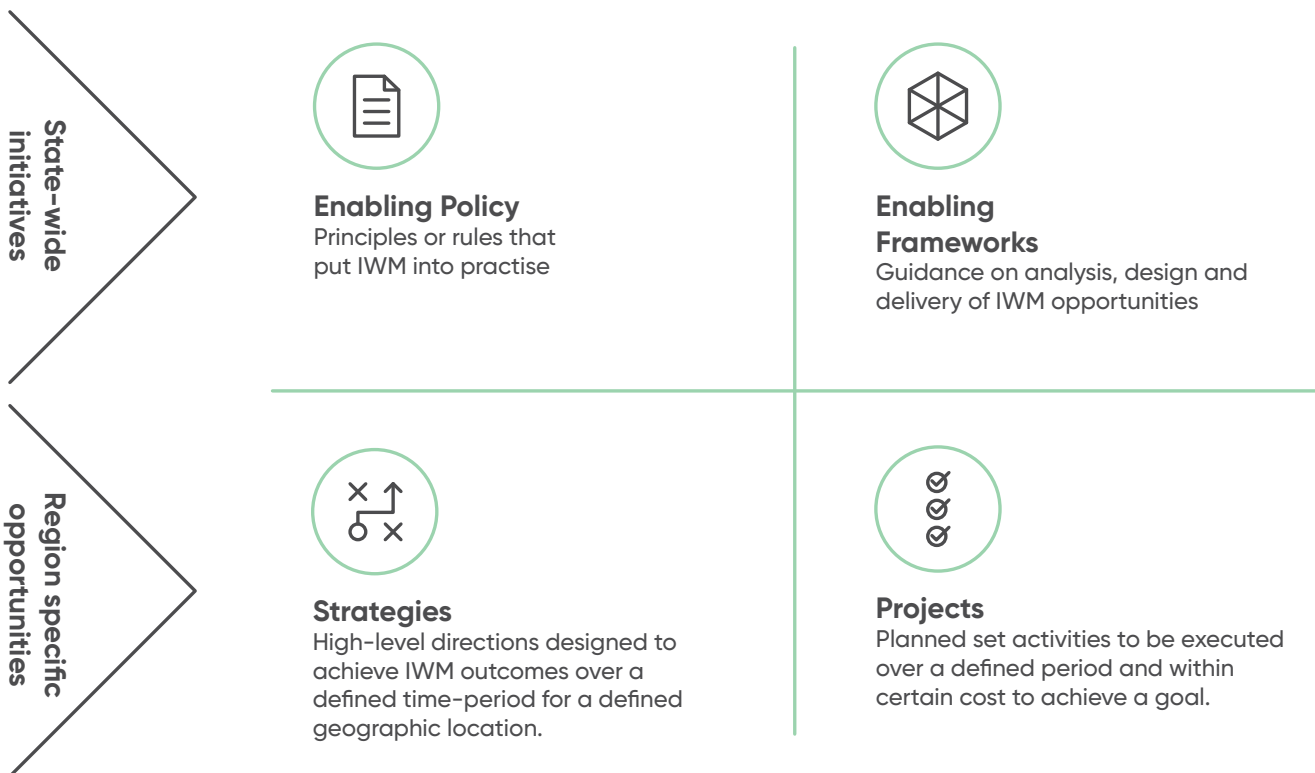 State-wide
initiatives
Enabling Policy
Principles or rules that
put IWM into practise
Enabling
Frameworks
Guidance on analysis, design and
delivery of IWM opportunities
Region specific
opportunities
Strategies
High-level directions designed to
achieve IWM outcomes over a
defined time-period for a defined
geographic location.
Projects
Planned set activities to be executed
over a defined period and within
certain cost to achieve a goal.